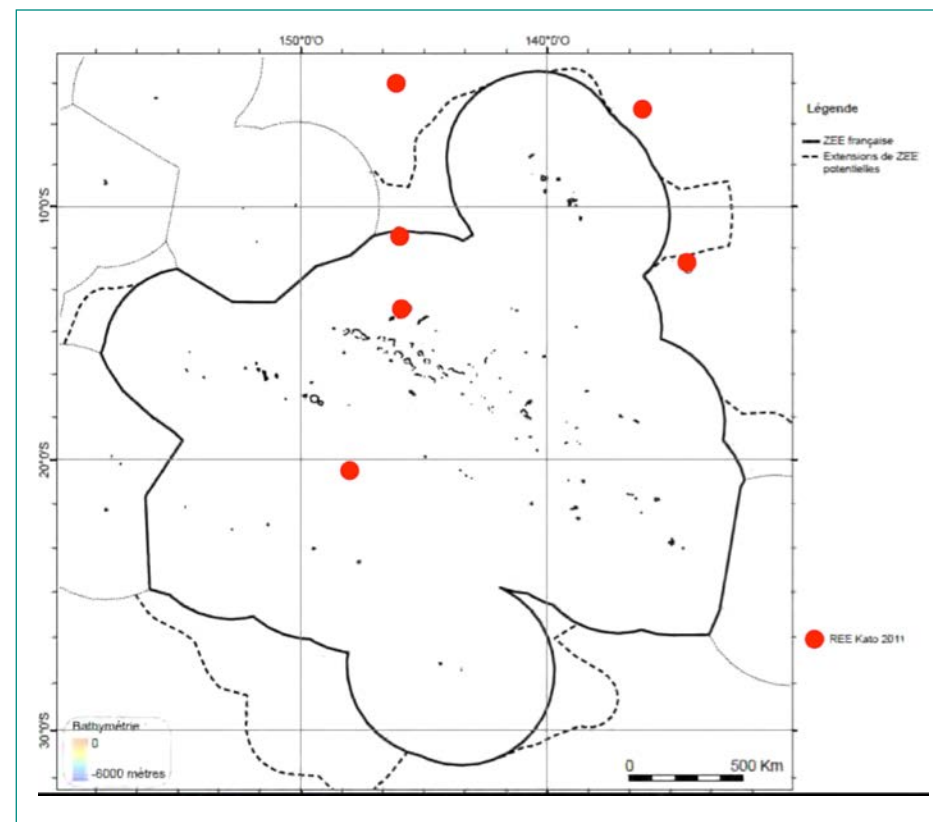 150°0'O
140°0'O
Légende
ZEE française
Extensions de ZEE
potentielles
10°0'S
20°0'S
REE Kato 2011
30°0'S
Bathymétrie
0
-6000 mètres
0
500 Km